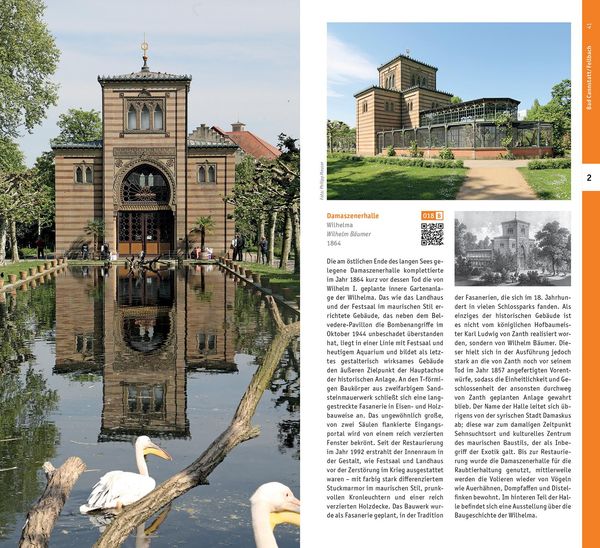 41
Bad Cannstatt/Fellbach
2
Foto: Philipp Meuser
Damaszenerhalle
Wilhelma
Wilhelm Bäumer
1864
018 B
Die am östlichen Ende des langen Sees ge-
legene Damaszenerhalle komplettierte
im Jahr 1864 kurz vor dessen Tod die von
Wilhelm I. geplante innere Gartenanla-
ge der Wilhelma. Das wie das Landhaus
und der Festsaal im maurischen Stil er-
richtete Gebäude, das neben dem Bel-
vedere-Pavillon die Bombenangriffe im
Oktober 1944 unbeschadet überstanden
hat, liegt in einer Linie mit Festsaal und
heutigem Aquarium und bildet als letz-
tes gestalterisch wirksames Gebäude
den äußeren Zielpunkt der Hauptachse
der historischen Anlage. An den T-förmi-
gen Baukörper aus zweifarbigem Sand-
steinmauerwerk schließt sich eine lang-
gestreckte Fasanerie in Eisen- und Holz-
bauweise an. Das ungewöhnlich große,
von zwei Säulen flankierte Eingangs-
portal wird von einem reich verzierten
Fenster bekrönt. Seit der Restaurierung
im Jahr 1992 erstrahlt der Innenraum in
der Gestalt, wie Festsaal und Landhaus
vor der Zerstörung im Krieg ausgestattet
waren – mit farbig stark differenziertem
Stuckmarmor im maurischen Stil, prunk-
vollen Kronleuchtern und einer reich
verzierten Holzdecke. Das Bauwerk wur-
de als Fasanerie geplant, in der Tradition
der Fasanerien, die sich im 18. Jahrhun-
dert in vielen Schlossparks fanden. Als
einziges der historischen Gebäude ist
es nicht vom königlichen Hofbaumeis-
ter Karl Ludwig von Zanth realisiert wor-
den, sondern von Wilhelm Bäumer. Die-
ser hielt sich in der Ausführung jedoch
stark an die von Zanth noch vor seinem
Tod im Jahr 1857 angefertigten Vorent-
würfe, sodass die Einheitlichkeit und Ge-
schlossenheit der ansonsten durchweg
von Zanth geplanten Anlage gewahrt
blieb. Der Name der Halle leitet sich üb-
rigens von der syrischen Stadt Damaskus
ab; diese war zum damaligen Zeitpunkt
Sehnsuchtsort und kulturelles Zentrum
des maurischen Baustils, der als Inbe-
griff der Exotik galt. Bis zur Restaurie-
rung wurde die Damaszenerhalle für die
Raubtierhaltung genutzt, mittlerweile
werden die Volieren wieder von Vögeln
wie Auerhähnen, Dompfaffen und Distel-
finken bewohnt. Im hinteren Teil der Hal-
le befindet sich eine Ausstellung über die
Baugeschichte der Wilhelma.